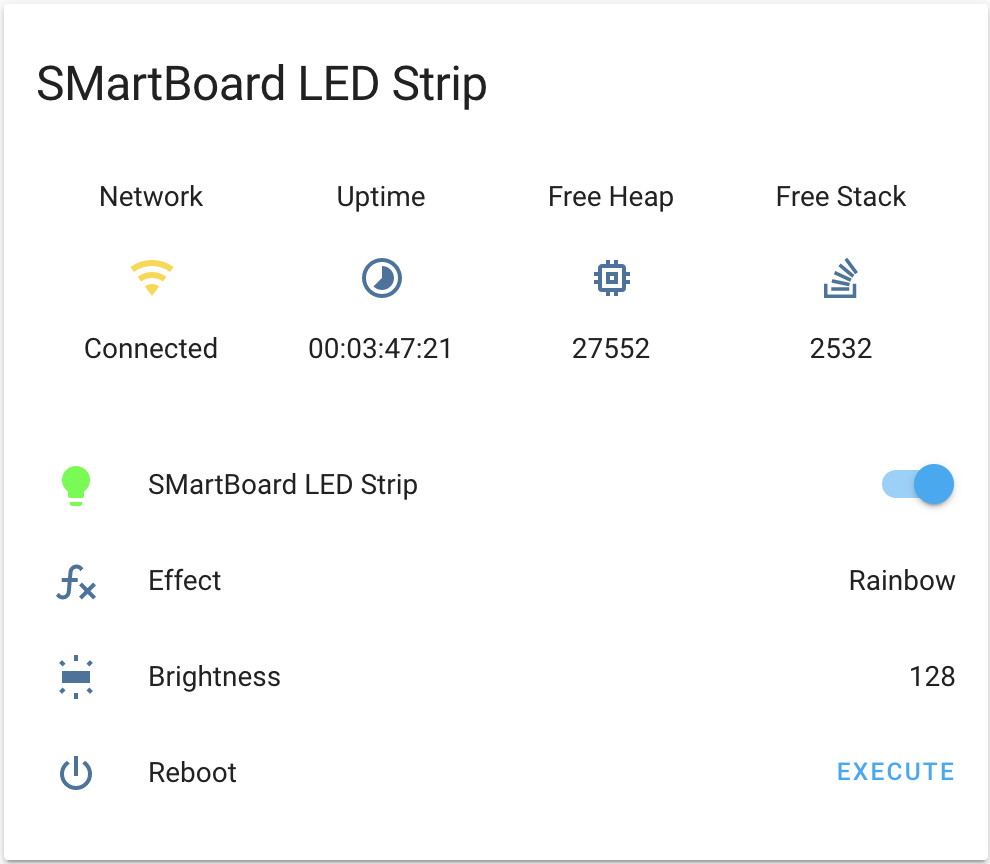 SMartBoard LED Strip
Network Uptime Free Heap Free Stack
Connected 00:03:47:21 27552 2532
SMartBoard LED Strip
Effect Rainbow
Brightness 128
Reboot EXECUTE